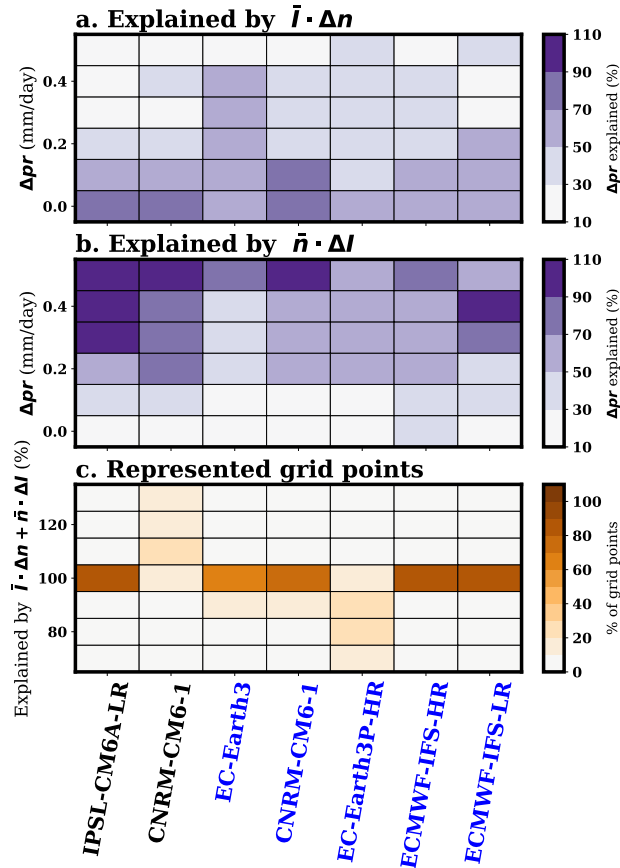 a. Explained by Ī · Δn
0.4
0.2
0.0
Δpr (mm/day)
110
90
70
50
30
10
Δpr explained (%)
b. Explained by n̄ · ΔI
0.4
0.2
0.0
Δpr (mm/day)
110
90
70
50
30
10
Δpr explained (%)
c. Represented grid points
120
100
80
Explained by Ī · Δn + n̄ · ΔI (%)
100
80
60
40
20
0
% of grid points
IPSL-CM6A-LR
CNRM-CM6-1
EC-Earth3
CNRM-CM6-1
EC-Earth3P-HR
ECMWF-IFS-HR
ECMWF-IFS-LR